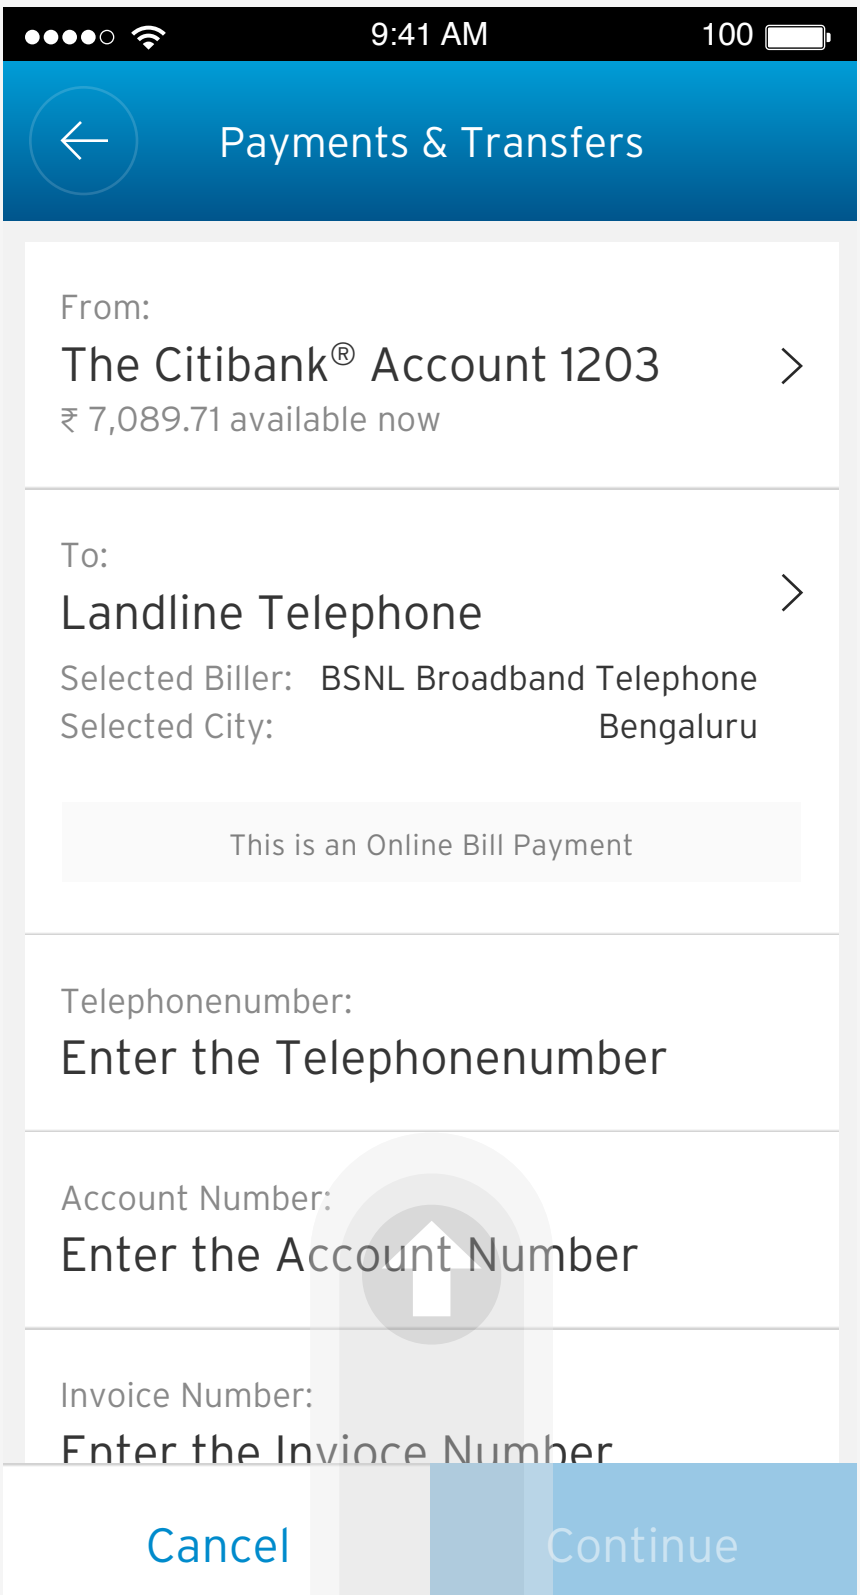 9:41 AM 100
Payments & Transfers
From:
The Citibank® Account 1203
₹ 7,089.71 available now
To:
Landline Telephone
Selected Biller: BSNL Broadband Telephone
Selected City: Bengaluru
This is an Online Bill Payment
Telephonenumber:
Enter the Telephonenumber
Account Number:
Enter the Account Number
Invoice Number:
Enter the Invioce Number
Cancel Continue